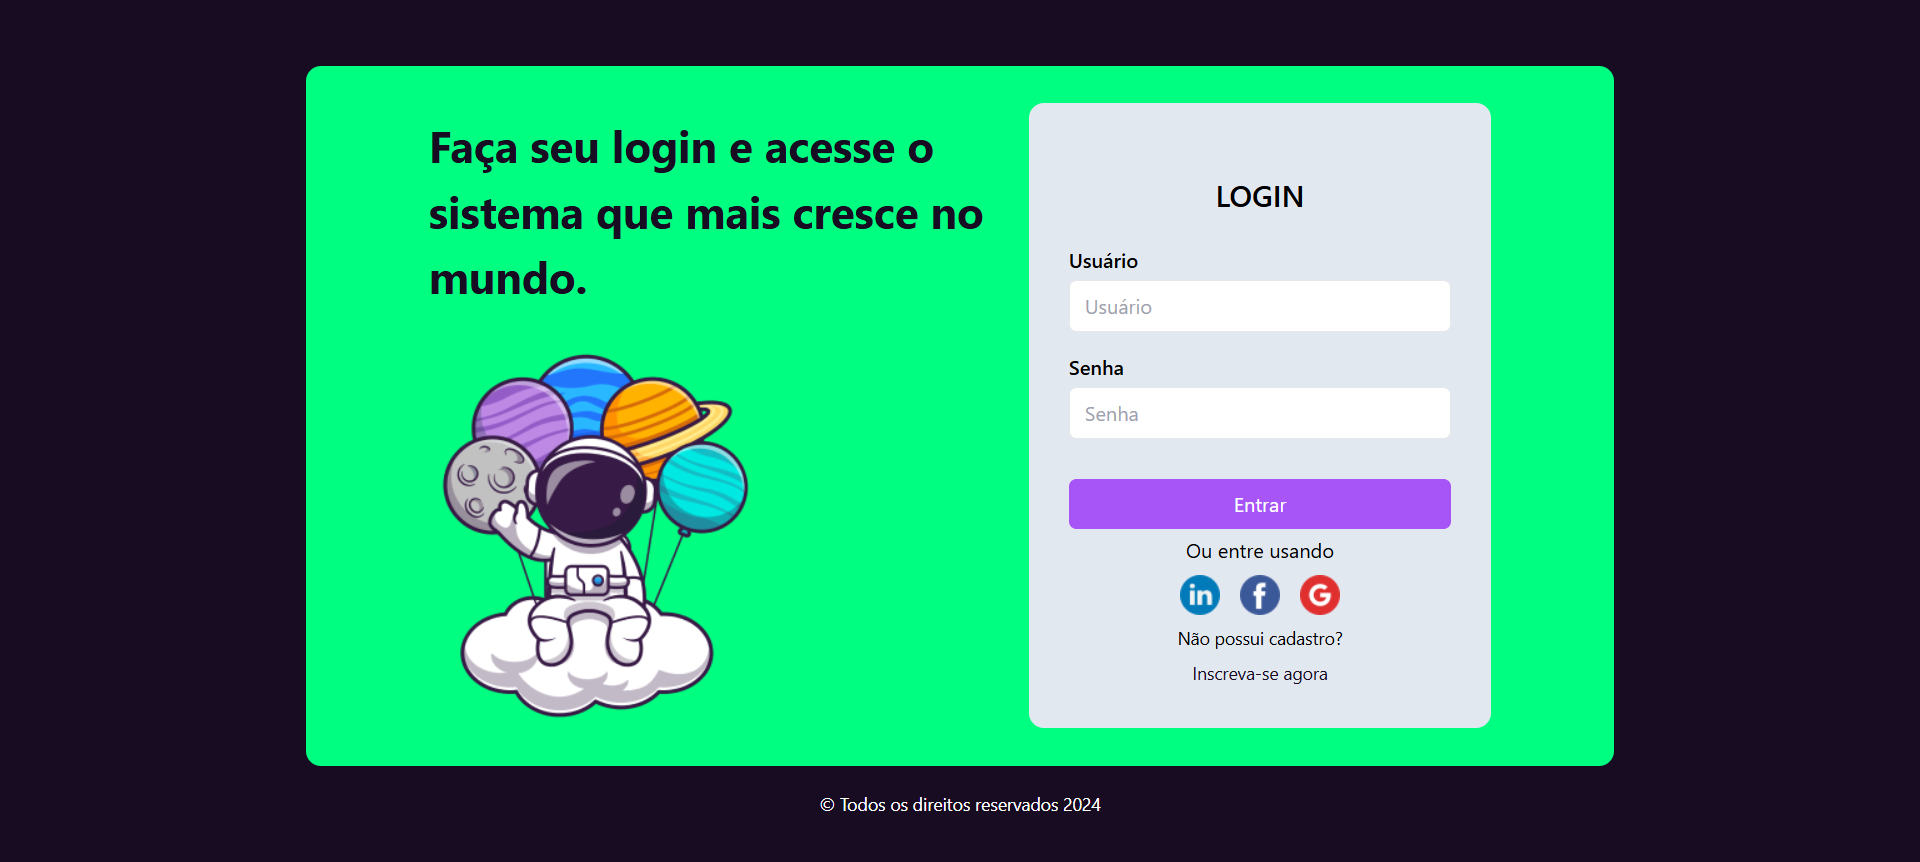 Faça seu login e acesse o
sistema que mais cresce no
mundo.
LOGIN
Usuário
Usuário
Senha
Senha
Entrar
Ou entre usando
in f G
Não possui cadastro?
Inscreva-se agora
© Todos os direitos reservados 2024